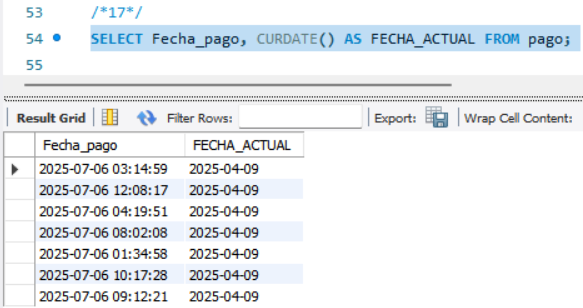 53 /*17*/
54 SELECT Fecha_pago, CURDATE() AS FECHA_ACTUAL FROM pago;
55
Result Grid Filter Rows: Export: Wrap Cell Content:
Fecha_pago FECHA_ACTUAL
2025-07-06 03:14:59 2025-04-09
2025-07-06 12:08:17 2025-04-09
2025-07-06 04:19:51 2025-04-09
2025-07-06 08:02:08 2025-04-09
2025-07-06 01:34:58 2025-04-09
2025-07-06 10:17:28 2025-04-09
2025-07-06 09:12:21 2025-04-09